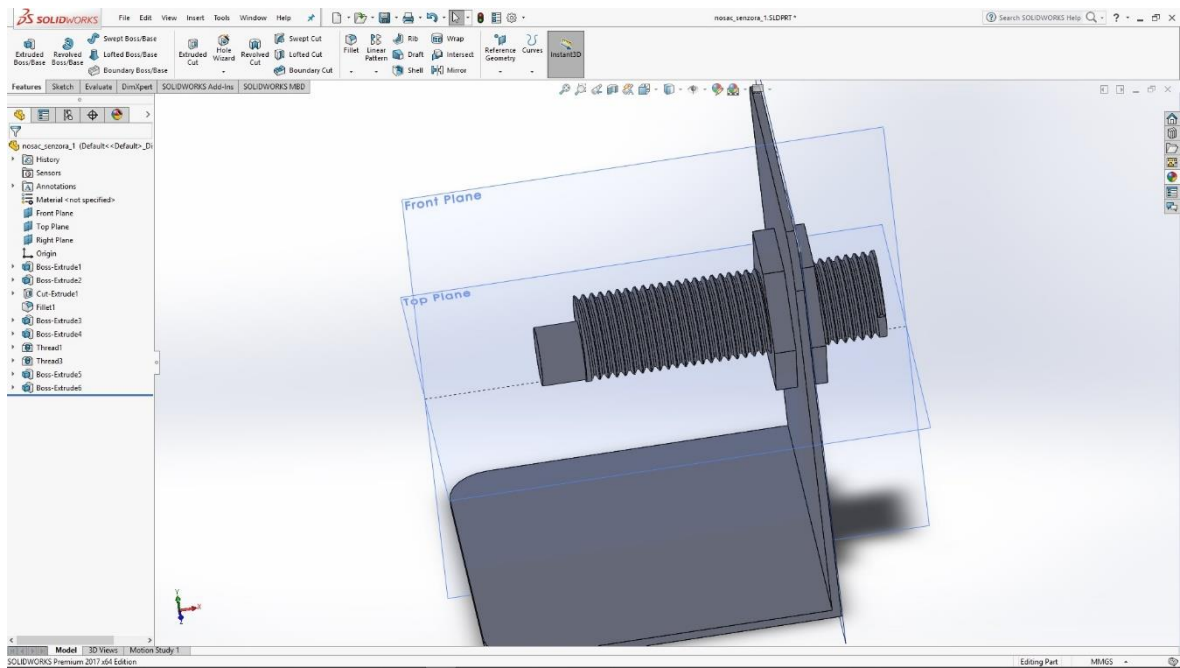 SOLIDWORKS File Edit View Insert Tools Window Help nosac_senzora_1.SLDPRT * Search SOLIDWORKS Help
Extruded Boss/Base
Revolved Boss/Base
Swept Boss/Base
Lofted Boss/Base
Boundary Boss/Base
Extruded Cut
Hole Wizard
Revolved Cut
Swept Cut
Lofted Cut
Boundary Cut
Fillet
Linear Pattern
Rib
Draft
Shell
Wrap
Intersect
Mirror
Reference Geometry
Curves
Instant3D
Features Sketch Evaluate DimXpert SOLIDWORKS Add-Ins SOLIDWORKS MBD
nosac_senzora_1 (Default<<Default>_Di
History
Sensors
Annotations
Material <not specified>
Front Plane
Top Plane
Right Plane
Origin
Boss-Extrude1
Boss-Extrude2
Cut-Extrude1
Fillet1
Boss-Extrude3
Boss-Extrude4
Thread1
Thread3
Boss-Extrude5
Boss-Extrude6
Front Plane
Top Plane
Y
X
Model 3D Views Motion Study 1
SOLIDWORKS Premium 2017 x64 Edition Editing Part MMGS